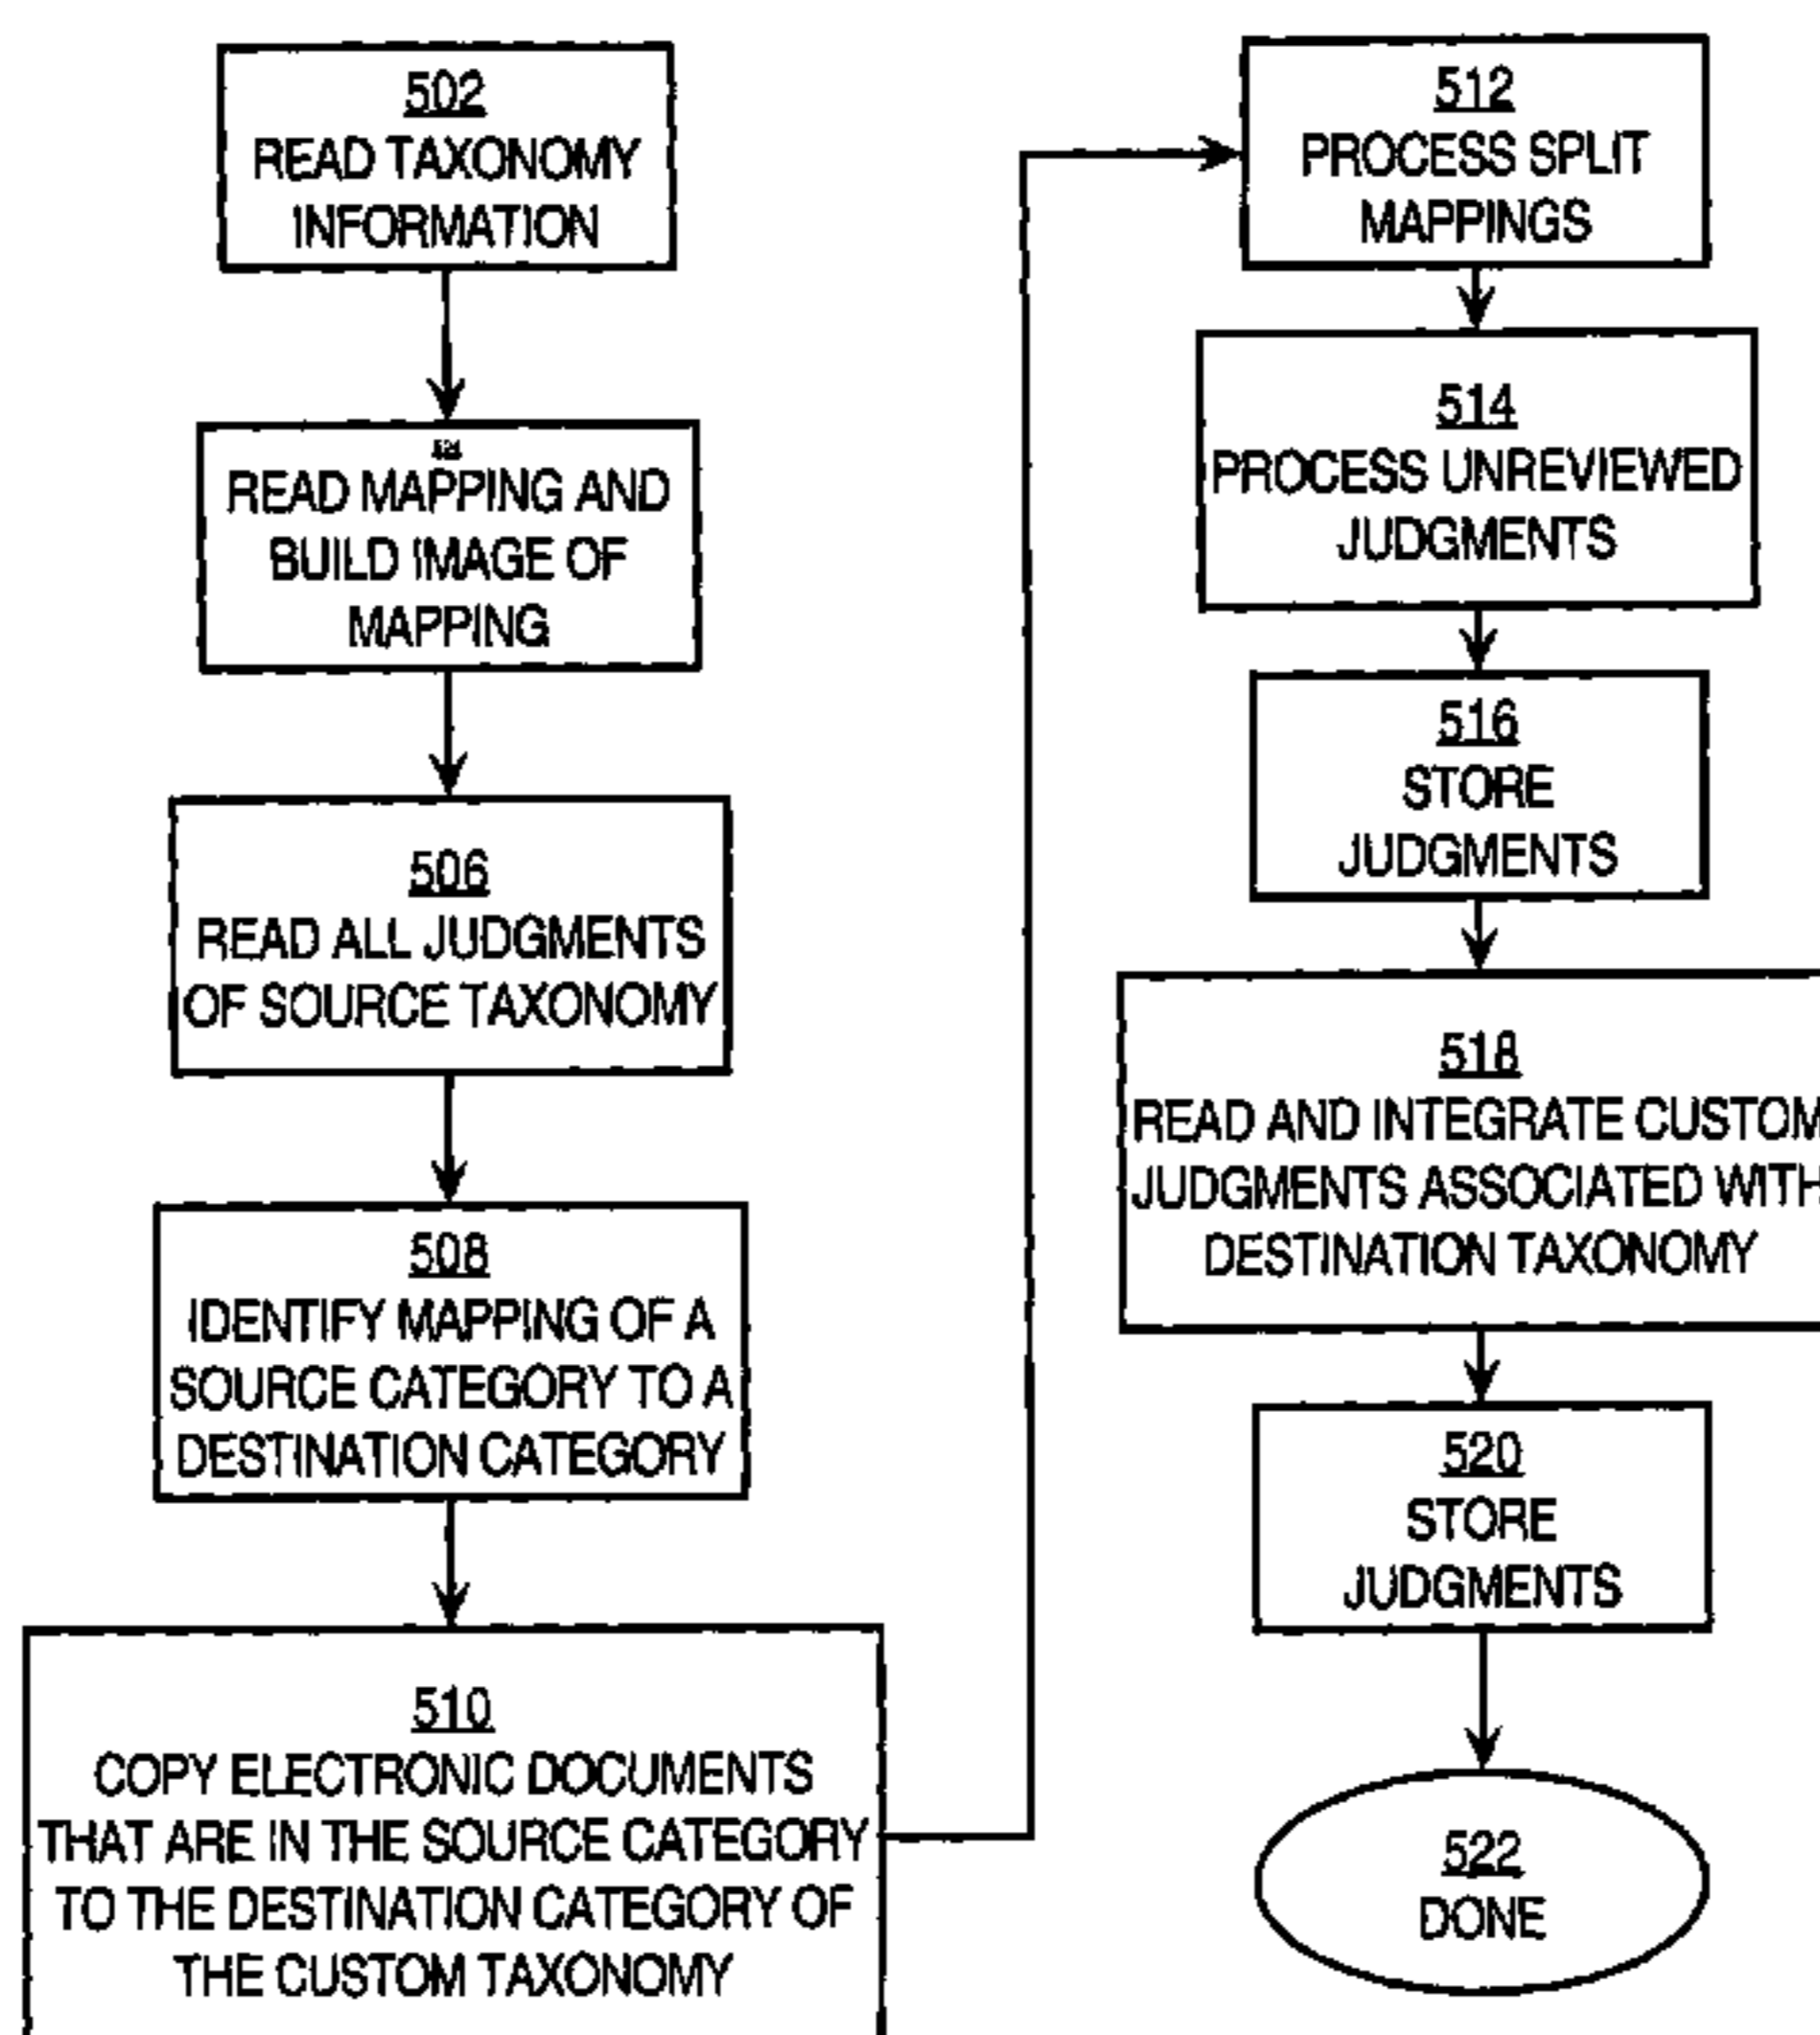 502
READ TAXONOMY
INFORMATION
READ MAPPING AND
BUILD IMAGE OF
MAPPING
506
READ ALL JUDGMENTS
OF SOURCE TAXONOMY
508
IDENTIFY MAPPING OF A
SOURCE CATEGORY TO A
DESTINATION CATEGORY
510
COPY ELECTRONIC DOCUMENTS
THAT ARE IN THE SOURCE CATEGORY
TO THE DESTINATION CATEGORY OF
THE CUSTOM TAXONOMY
512
PROCESS SPLIT
MAPPINGS
514
PROCESS UNREVIEWED
JUDGMENTS
516
STORE
JUDGMENTS
518
READ AND INTEGRATE CUSTOM
JUDGMENTS ASSOCIATED WITH
DESTINATION TAXONOMY
520
STORE
JUDGMENTS
522
DONE